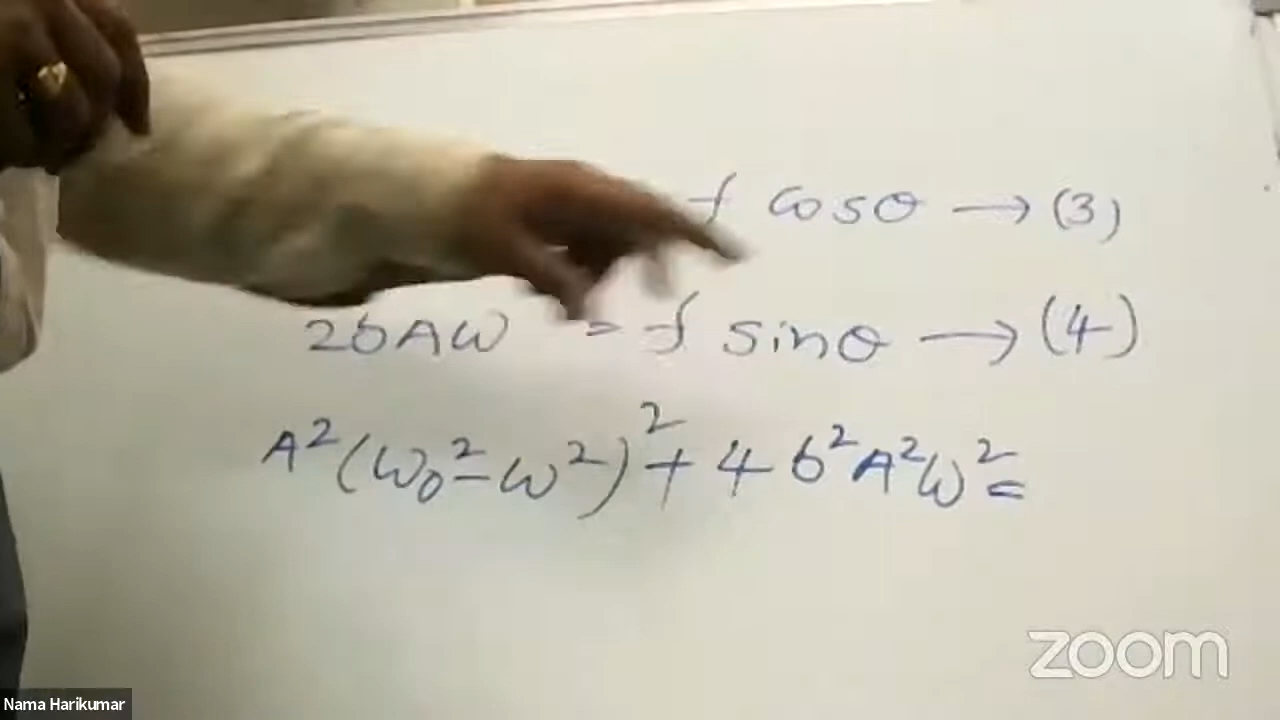 f cosθ → (3)
2bAω = f sinθ → (4)
A²(ω₀² - ω²)² + 4b²A²ω² =
zoom
Nama Harikumar